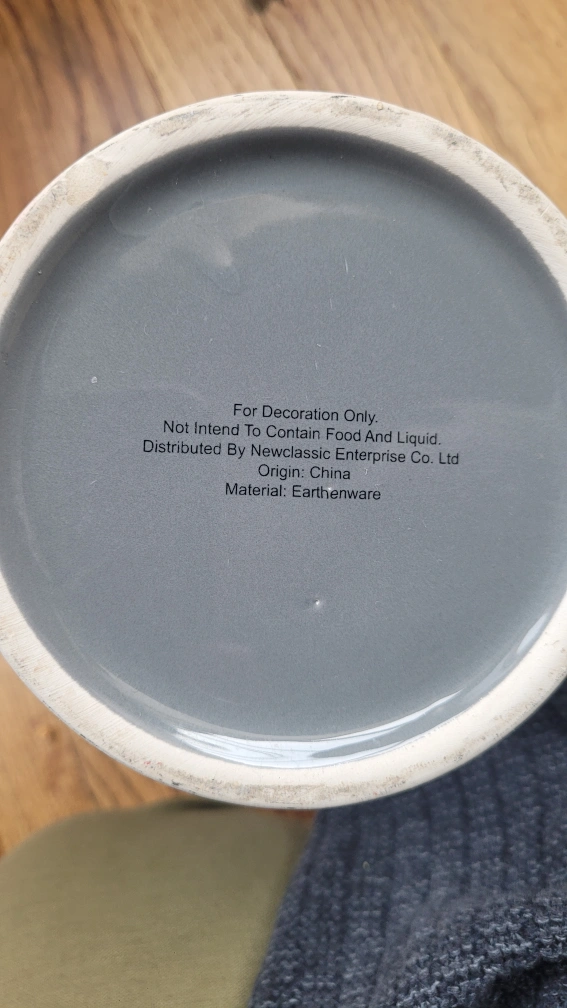 For Decoration Only.
Not Intend To Contain Food And Liquid.
Distributed By Newclassic Enterprise Co. Ltd
Origin: China
Material: Earthenware